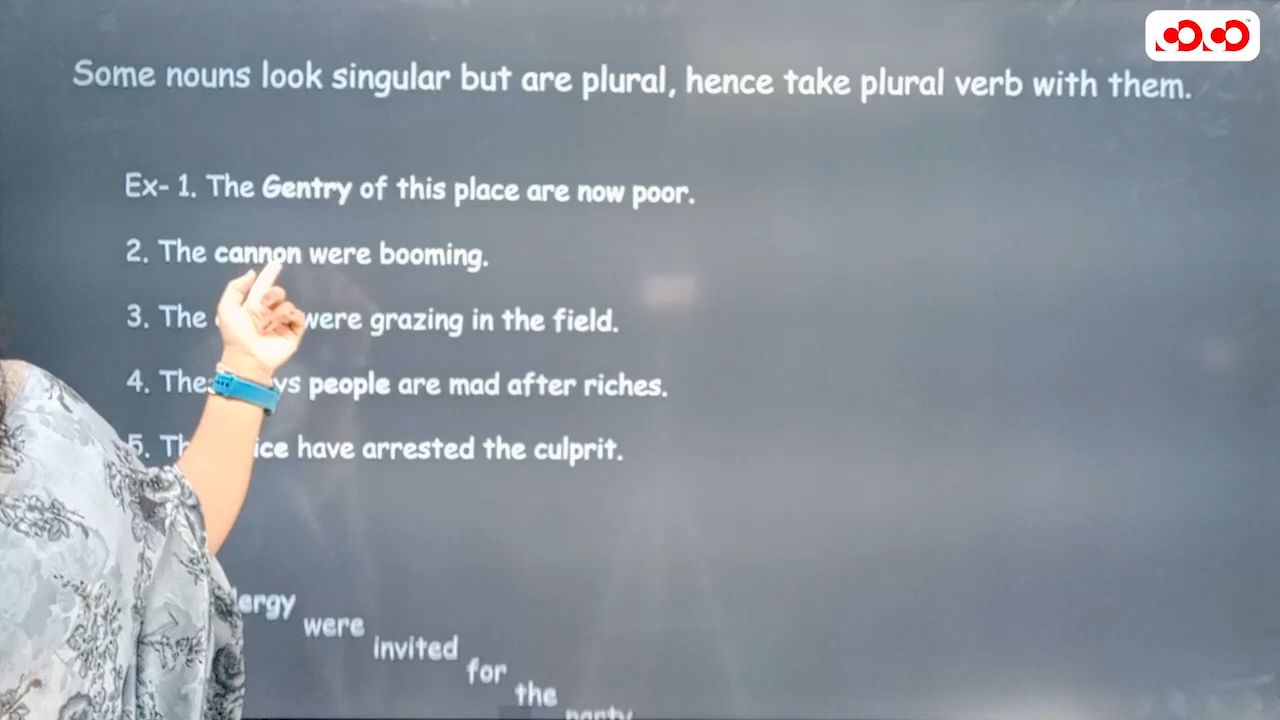 Some nouns look singular but are plural, hence take plural verb with them.
Ex- 1. The Gentry of this place are now poor.
2. The cannon were booming.
3. The were grazing in the field.
4. people are mad after riches.
5. have arrested the culprit.
were invited for the party